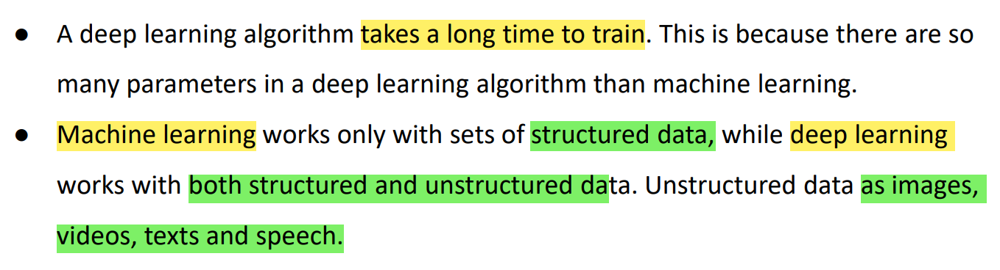 ● A deep learning algorithm takes a long time to train. This is because there are so
many parameters in a deep learning algorithm than machine learning.
● Machine learning works only with sets of structured data, while deep learning
works with both structured and unstructured data. Unstructured data as images,
videos, texts and speech.